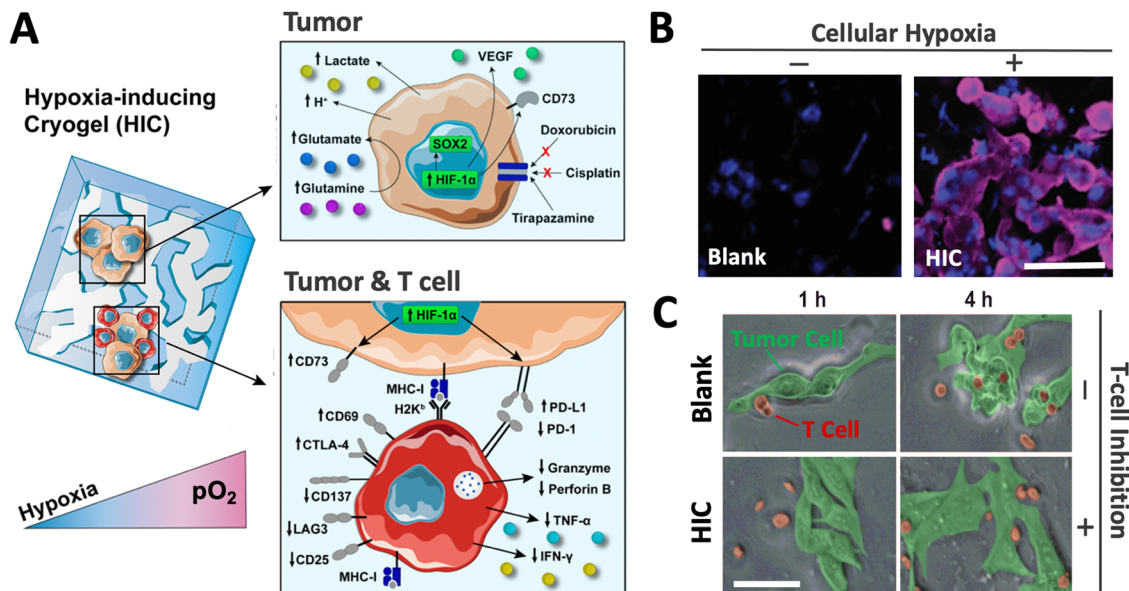 A
Hypoxia-inducing
Cryogel (HIC)
Hypoxia
pO2
Tumor
↑ Lactate
↑ H+
↑Glutamate
↑Glutamine
SOX2
↑ HIF-1α
VEGF
CD73
Doxorubicin
X
X
Cisplatin
Tirapazamine
Tumor & T cell
↑ HIF-1α
↑CD73
MHC-I
H2Kb
↑CD69
↑CTLA-4
↓CD137
↓LAG3
↓CD25
MHC-I
↑PD-L1
↓ PD-1
↓ Granzyme
↓ Perforin B
↓ TNF-α
↓ IFN-γ
B
Cellular Hypoxia
− +
Blank
HIC
C
1 h 4 h
Blank
HIC
Tumor Cell
T Cell
−
+
T-cell Inhibition